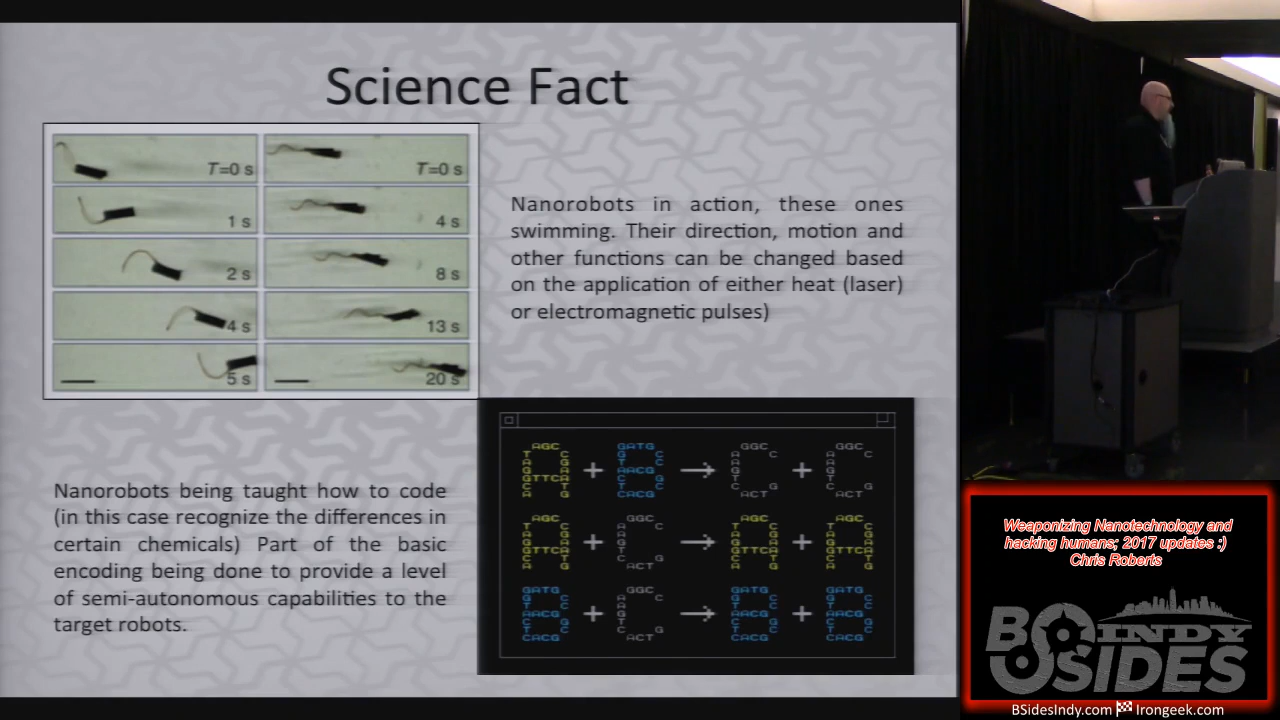 Science Fact
T=0 s
1 s
2 s
4 s
5 s
T=0 s
4 s
8 s
13 s
20 s
Nanorobots in action, these ones
swimming. Their direction, motion and
other functions can be changed based
on the application of either heat (laser)
or electromagnetic pulses)
Nanorobots being taught how to code
(in this case recognize the differences in
certain chemicals) Part of the basic
encoding being done to provide a level
of semi-autonomous capabilities to the
target robots.
A + B → C + C
A + C → A + A
B + C → B + B
Weaponizing Nanotechnology and
hacking humans; 2017 updates :)
Chris Roberts
BSIDES INDY
BSidesIndy.com Irongeek.com